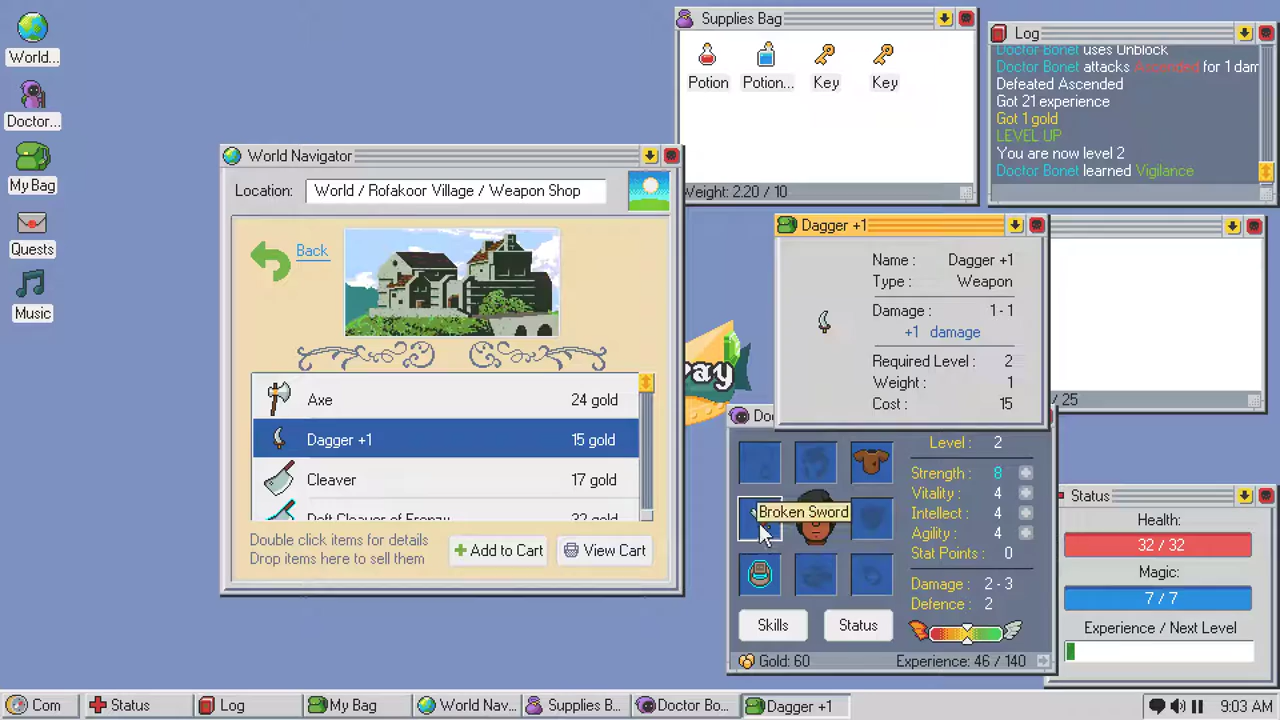 World...
Doctor...
My Bag
Quests
Music
Supplies Bag
Potion
Potion...
Key
Key
Weight: 2.20 / 10
Log
Doctor Bonet uses Unblock
Doctor Bonet attacks Ascended for 1 dam
Defeated Ascended
Got 21 experience
Got 1 gold
LEVEL UP
You are now level 2
Doctor Bonet learned Vigilance
World Navigator
Location: World / Rofakoor Village / Weapon Shop
Back
Axe 24 gold
Dagger +1 15 gold
Cleaver 17 gold
Deft Cleaver of Frenzy 32 gold
Double click items for details
Drop items here to sell them
Add to Cart
View Cart
Dagger +1
Name : Dagger +1
Type : Weapon
Damage : 1 - 1
+1 damage
Required Level : 2
Weight : 1
Cost : 15
/ 25
way
Do
Broken Sword
Level : 2
Strength : 8
Vitality : 4
Intellect : 4
Agility : 4
Stat Points : 0
Damage : 2 - 3
Defence : 2
Skills
Status
Gold: 60
Experience: 46 / 140
Status
Health:
32 / 32
Magic:
7 / 7
Experience / Next Level
Com
Status
Log
My Bag
World Nav...
Supplies B...
Doctor Bo...
Dagger +1
9:03 AM